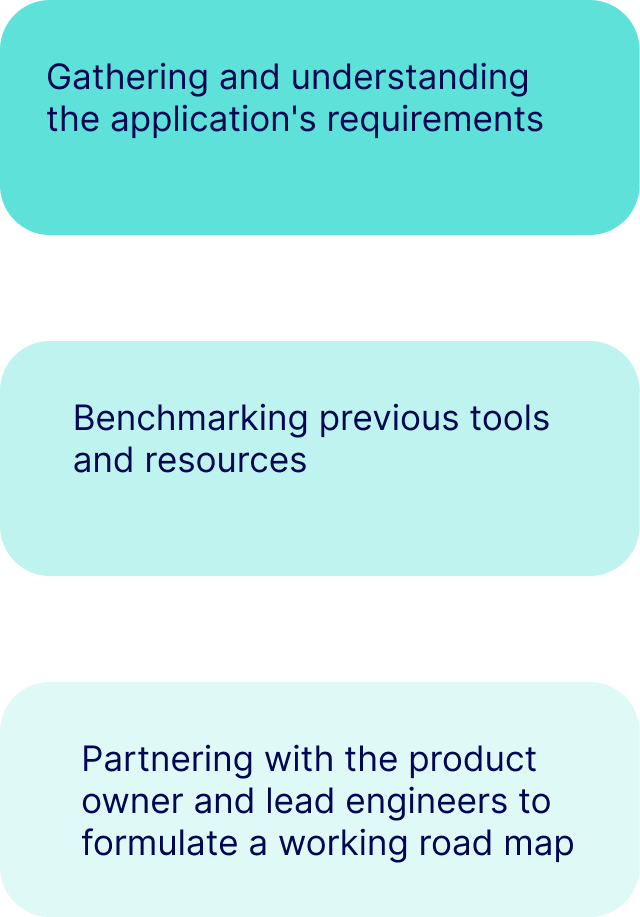 Gathering and understanding
the application's requirements
Benchmarking previous tools
and resources
Partnering with the product
owner and lead engineers to
formulate a working road map